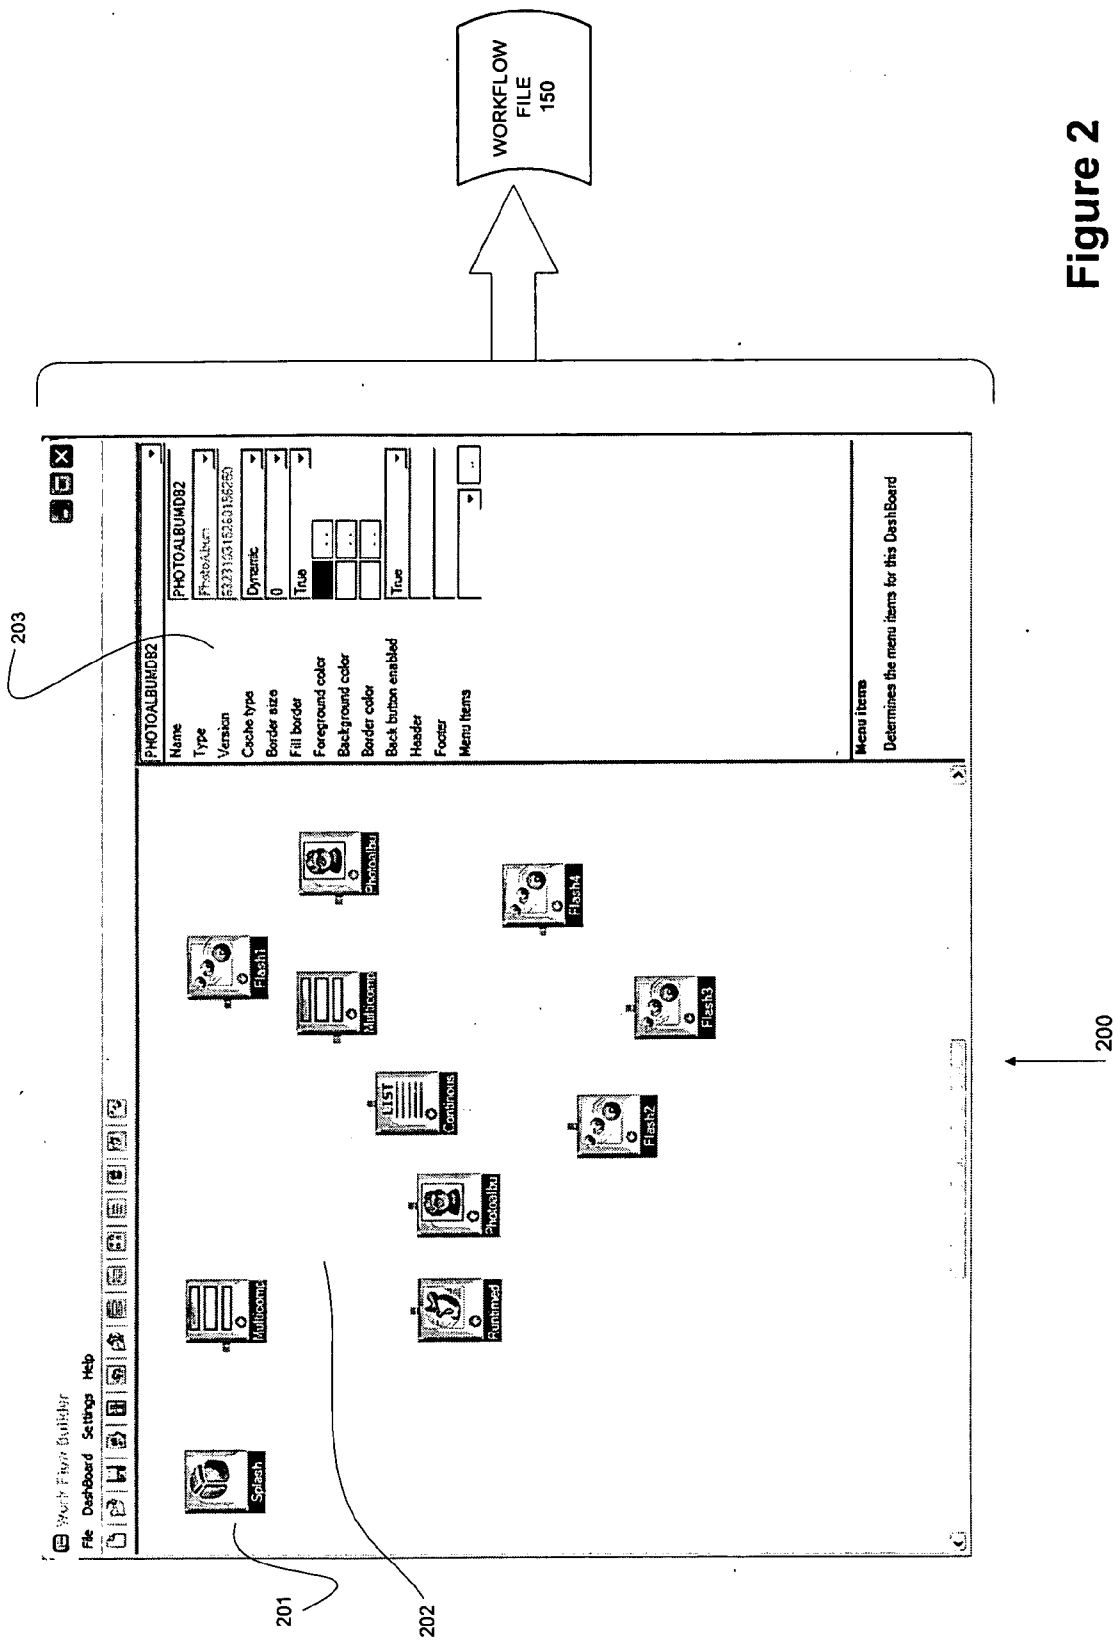 Work Flow Builder
File DashBoard Settings Help
PHOTOALBUMDB2
Name PHOTOALBUMDB2
Type PhotoAlbum
Version
Cache type Dynamic
Border size 0
Fill border True
Foreground color ..
Background color ..
Border color ..
Back button enabled True
Header
Footer
Menu Items ..
Menu items
Determines the menu items for this DashBoard
Splash
Multicomp
Flash1
Multicomp
Photoalbu
LIST
Continous
Runtimed
Photoalbu
Flash4
Flash2
Flash3
201
202
203
200
WORKFLOW
FILE
150
Figure 2